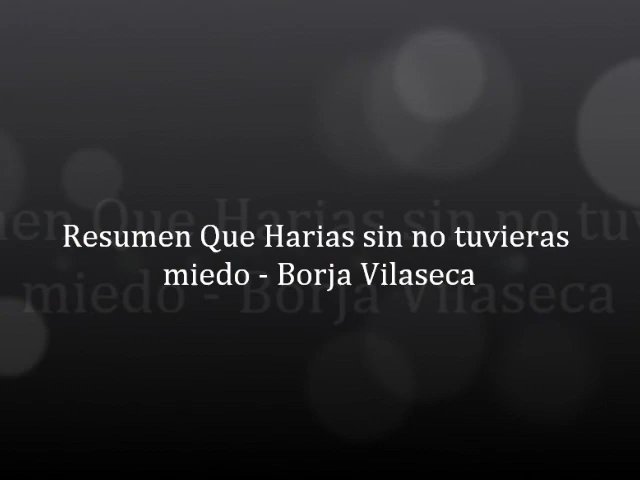 Resumen Que Harias sin no tuvieras
miedo - Borja Vilaseca